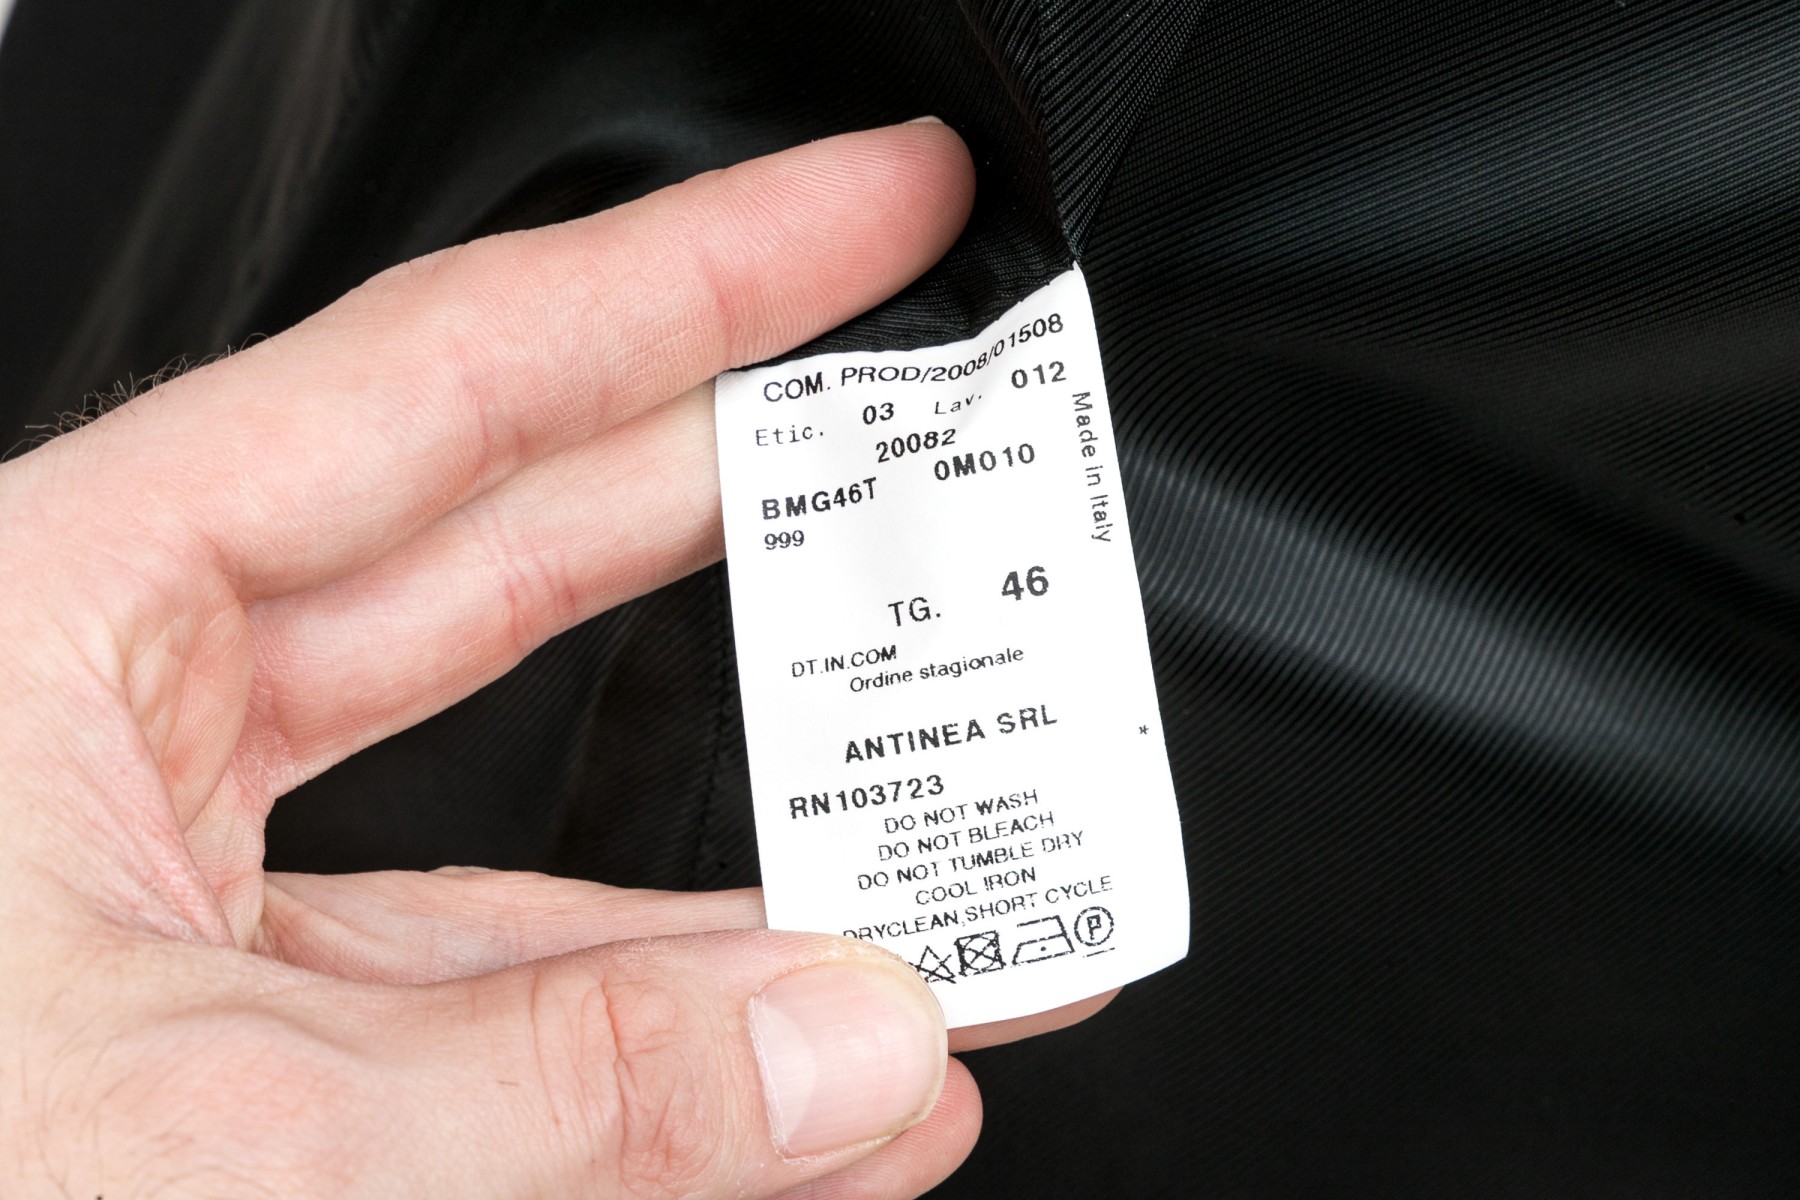 COM. PROD/2008/01508
Etic. 03 Lav. 012
20082
BMG46T 0M010
999
Made in Italy
TG. 46
DT.IN.COM
Ordine stagionale
ANTINEA SRL
*
RN103723
DO NOT WASH
DO NOT BLEACH
DO NOT TUMBLE DRY
COOL IRON
DRYCLEAN,SHORT CYCLE
P